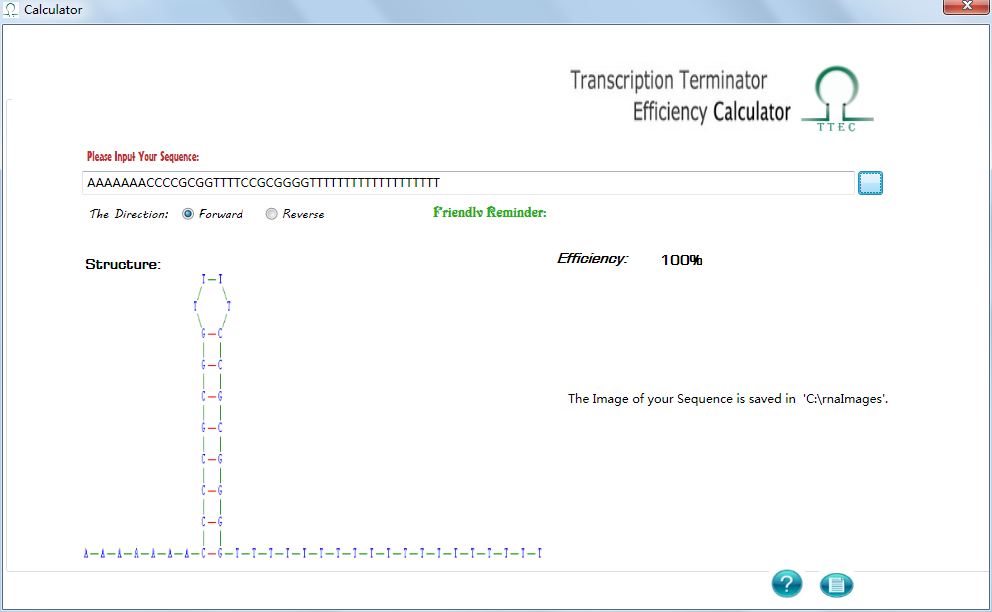 Calculator
Transcription Terminator
Efficiency Calculator
TTEC
Please Input Your Sequence:
AAAAAAACCCCGCGGTTTTCCGCGGGGTTTTTTTTTTTTTTTTTTT
The Direction: Forward Reverse
Friendly Reminder:
Structure:
Efficiency: 100%
T-T
T T
G-C
G-C
C-G
G-C
C-G
C-G
C-G
A-A-A-A-A-A-A-C-G-T-T-T-T-T-T-T-T-T-T-T-T-T-T-T-T-T-T-T
The Image of your Sequence is saved in 'C:\rnaImages'.
?